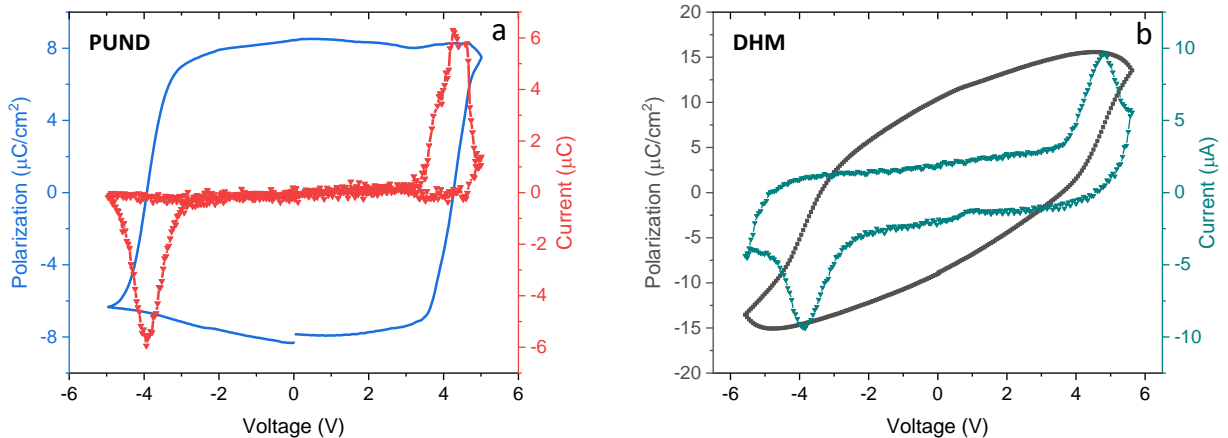 PUND
a
8
4
0
-4
-8
Polarization (μC/cm²)
6
4
2
0
-2
-4
-6
Current (μC)
-6 -4 -2 0 2 4 6
Voltage (V)
DHM
b
20
15
10
5
0
-5
-10
-15
-20
Polarization (μC/cm²)
10
5
0
-5
-10
Current (μA)
-6 -4 -2 0 2 4 6
Voltage (V)